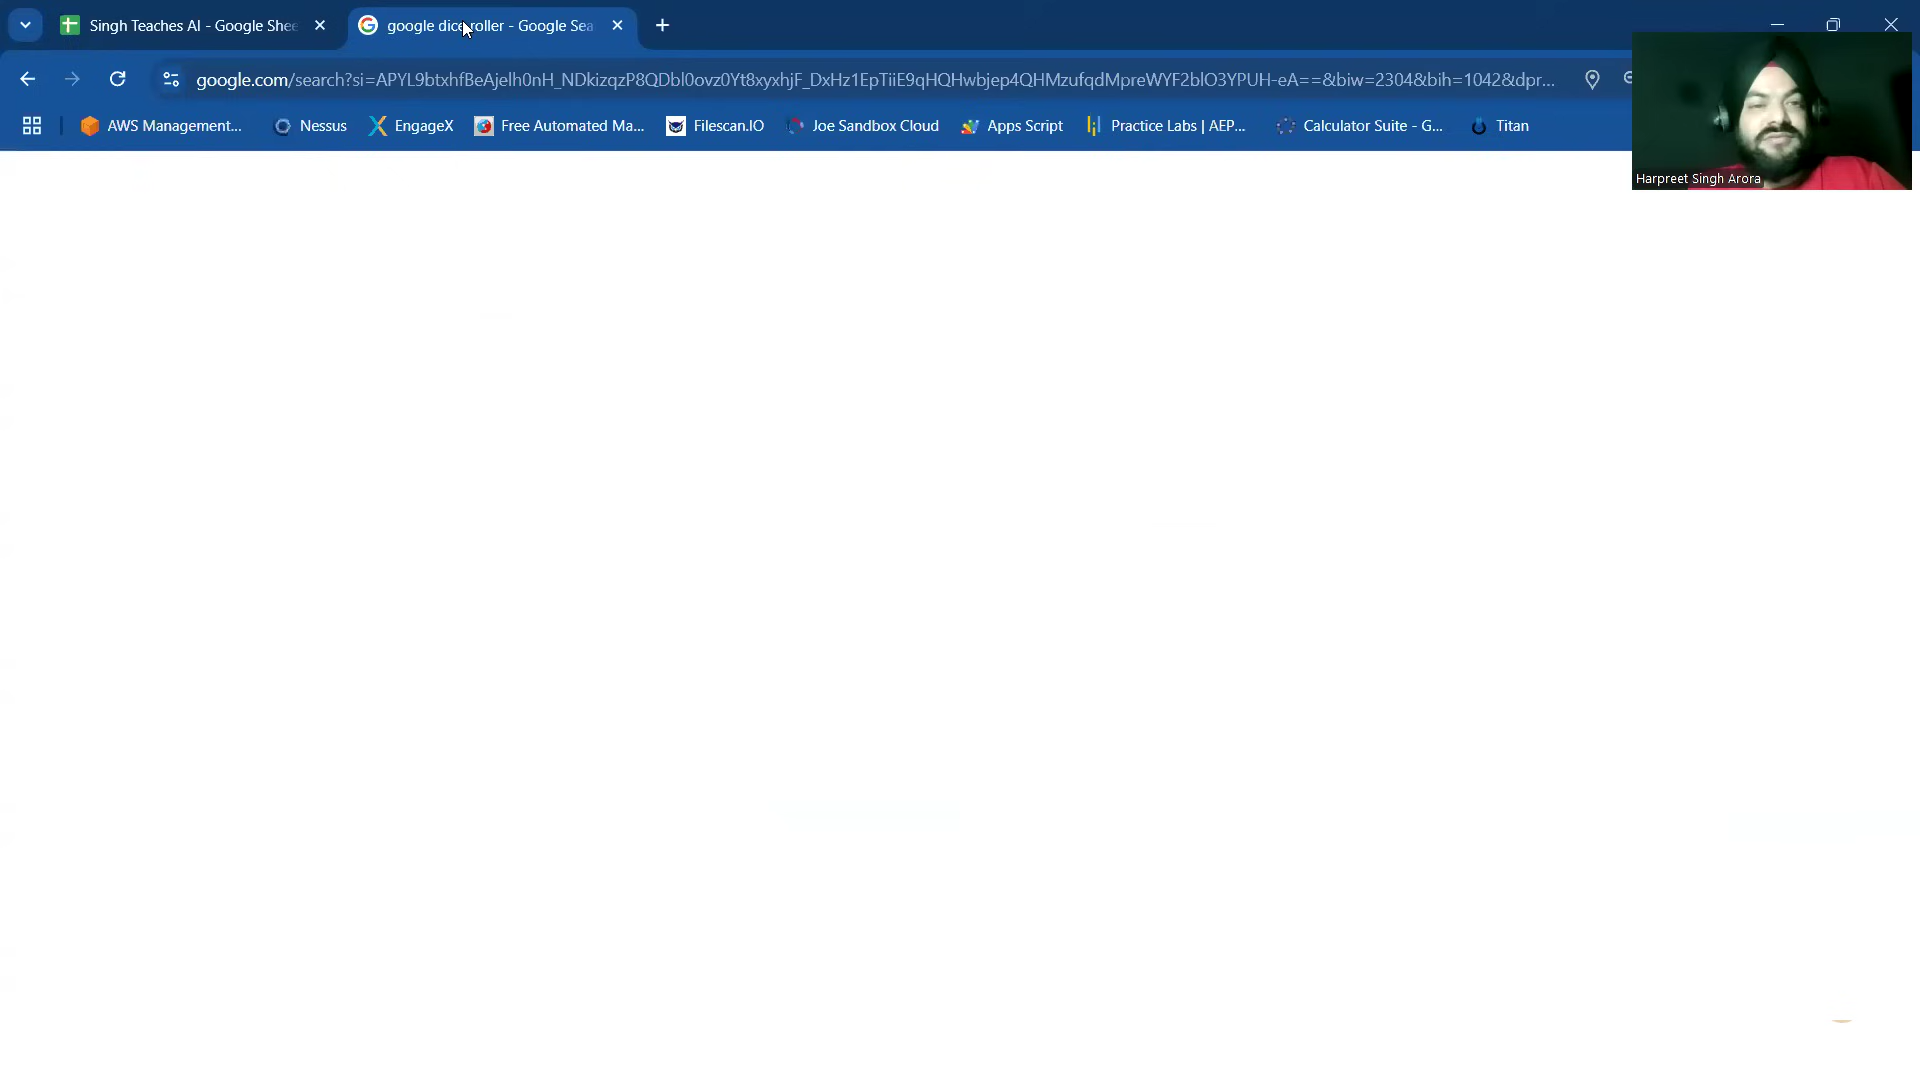 Singh Teaches AI - Google Shee
google dice roller - Google Sea
google.com/search?si=APYL9btxhfBeAjelh0nH_NDkizqzP8QDbl0ovz0Yt8xyxhjF_DxHz1EpTiiE9qHQHwbjep4QHMzufqdMpreWYF2blO3YPUH-eA==&biw=2304&bih=1042&dpr...
AWS Management...
Nessus
EngageX
Free Automated Ma...
Filescan.IO
Joe Sandbox Cloud
Apps Script
Practice Labs | AEP...
Calculator Suite - G...
Titan
Harpreet Singh Arora